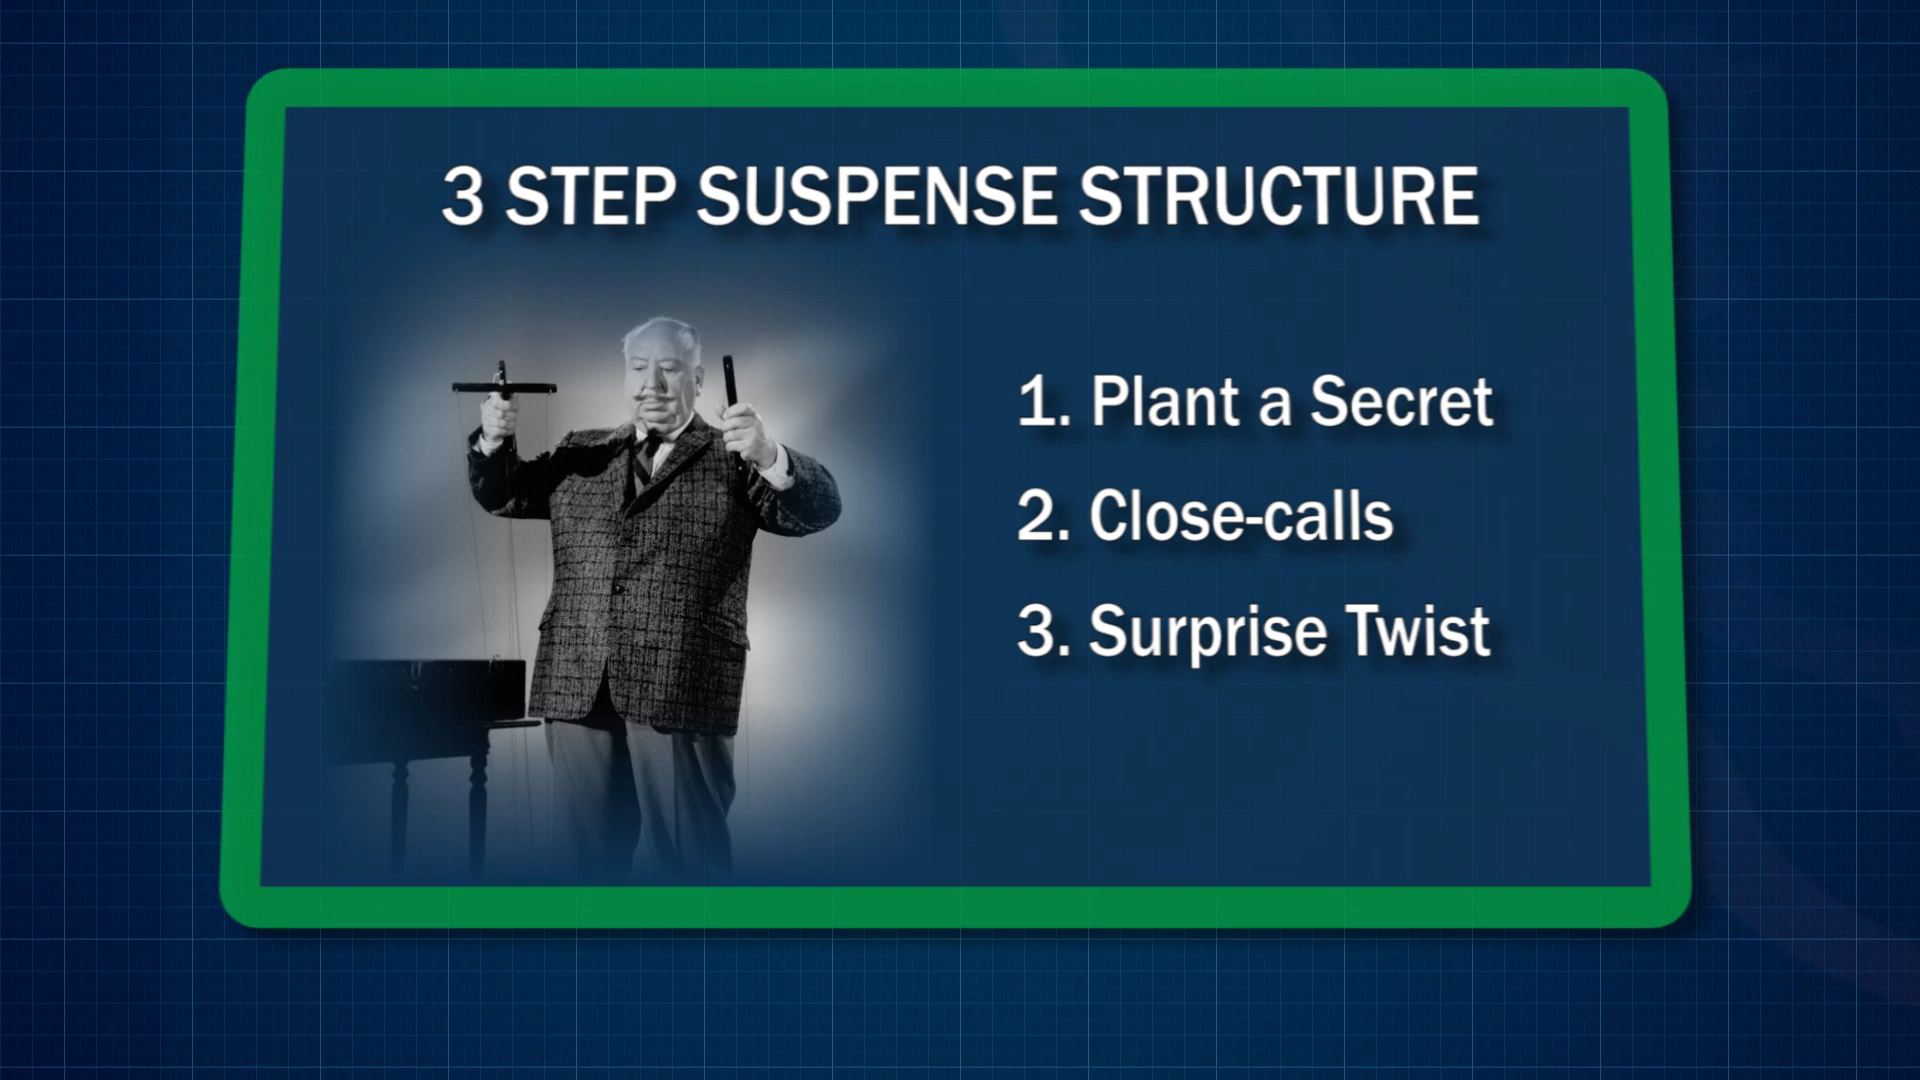 3 STEP SUSPENSE STRUCTURE
1. Plant a Secret
2. Close-calls
3. Surprise Twist